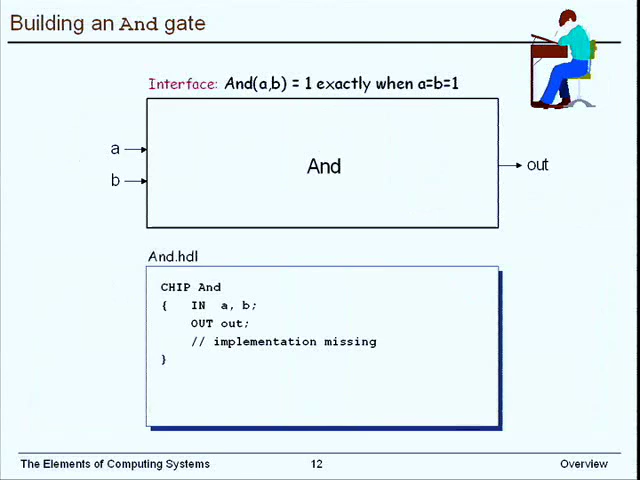 Building an And gate
Interface: And(a,b) = 1 exactly when a=b=1
a
b
And
out
And.hdl
CHIP And
{   IN  a, b;
    OUT out;
    // implementation missing
}
The Elements of Computing Systems
12
Overview